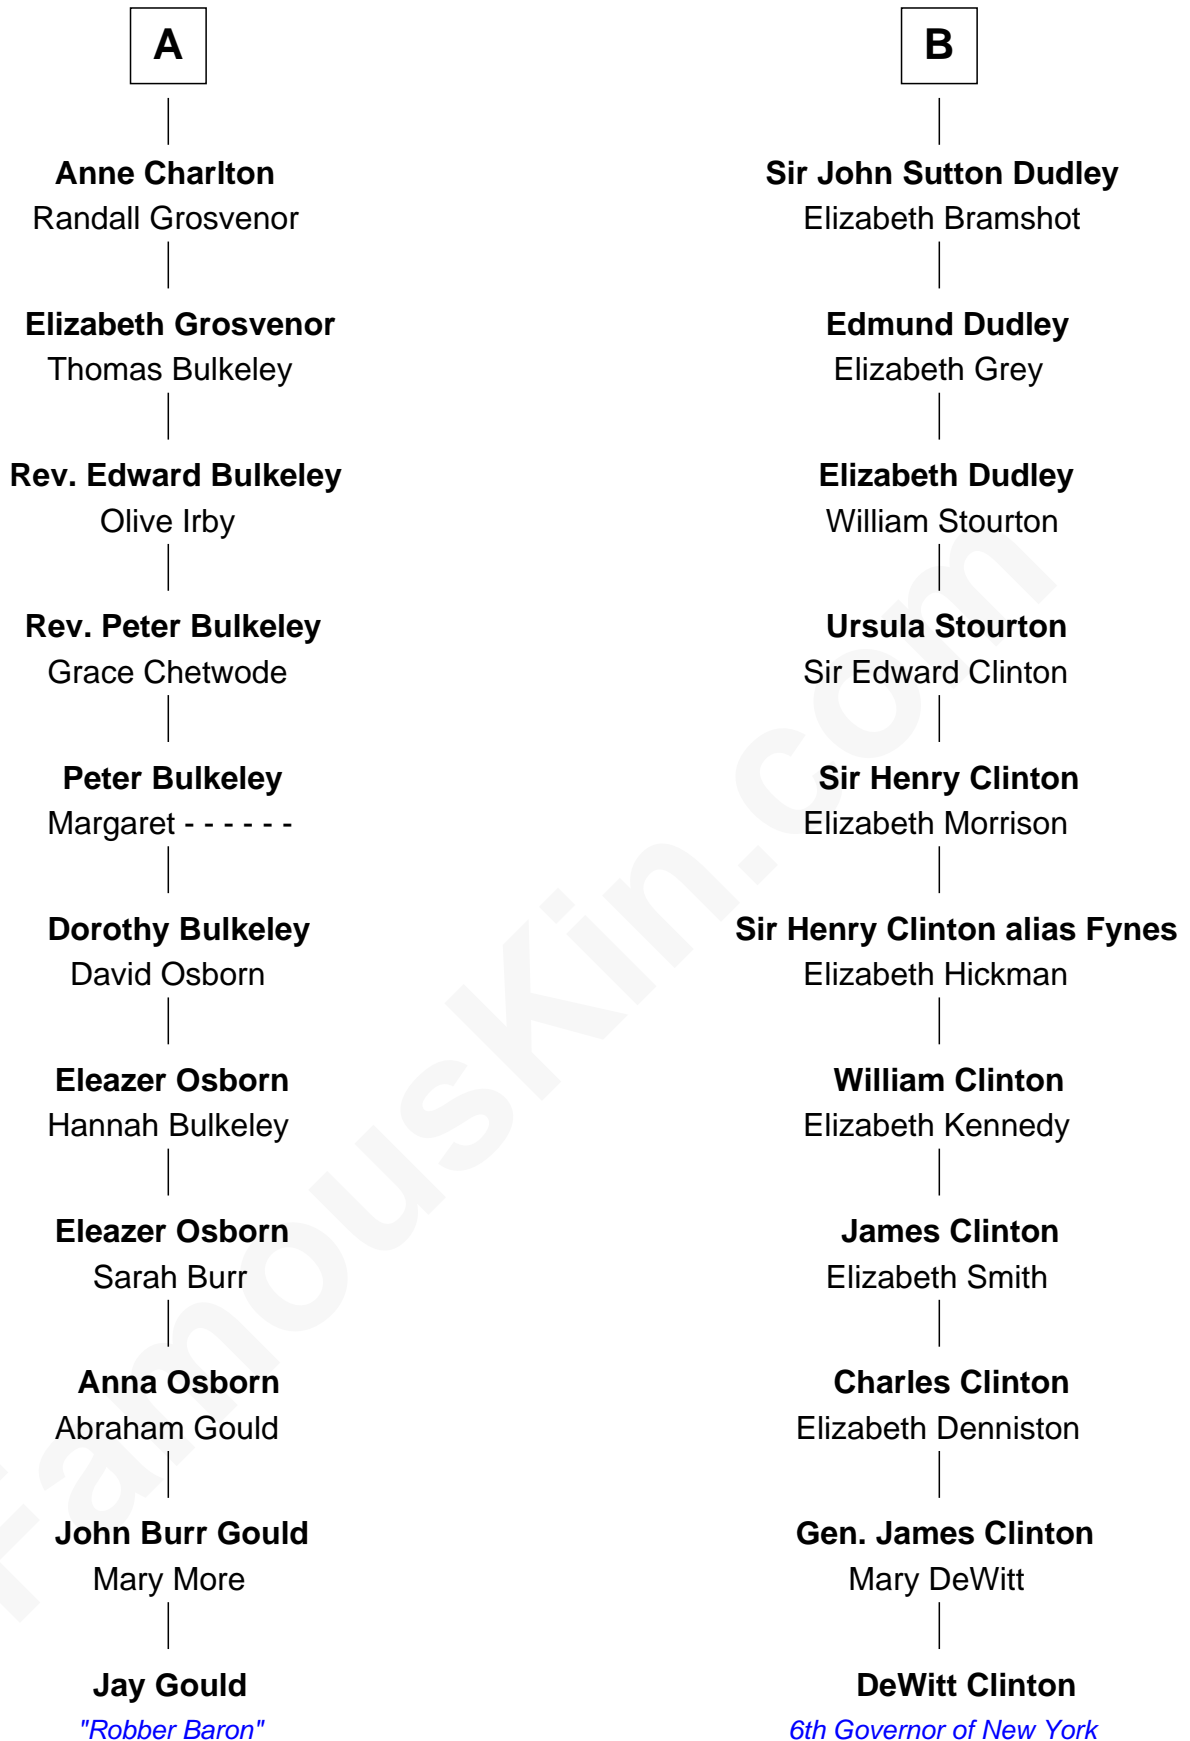 A
Anne Charlton
Randall Grosvenor
Elizabeth Grosvenor
Thomas Bulkeley
Rev. Edward Bulkeley
Olive Irby
Rev. Peter Bulkeley
Grace Chetwode
Peter Bulkeley
Margaret - - - - - -
Dorothy Bulkeley
David Osborn
Eleazer Osborn
Hannah Bulkeley
Eleazer Osborn
Sarah Burr
Anna Osborn
Abraham Gould
John Burr Gould
Mary More
Jay Gould
"Robber Baron"
B
Sir John Sutton Dudley
Elizabeth Bramshot
Edmund Dudley
Elizabeth Grey
Elizabeth Dudley
William Stourton
Ursula Stourton
Sir Edward Clinton
Sir Henry Clinton
Elizabeth Morrison
Sir Henry Clinton alias Fynes
Elizabeth Hickman
William Clinton
Elizabeth Kennedy
James Clinton
Elizabeth Smith
Charles Clinton
Elizabeth Denniston
Gen. James Clinton
Mary DeWitt
DeWitt Clinton
6th Governor of New York
FamousKin.com